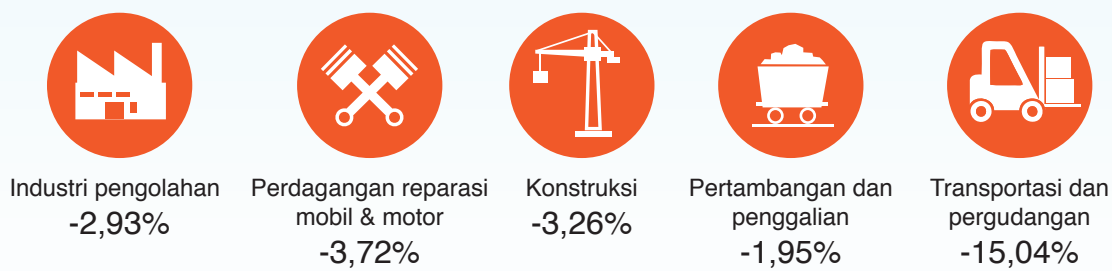 Industri pengolahan
-2,93%
Perdagangan reparasi
mobil & motor
-3,72%
Konstruksi
-3,26%
Pertambangan dan
penggalian
-1,95%
Transportasi dan
pergudangan
-15,04%